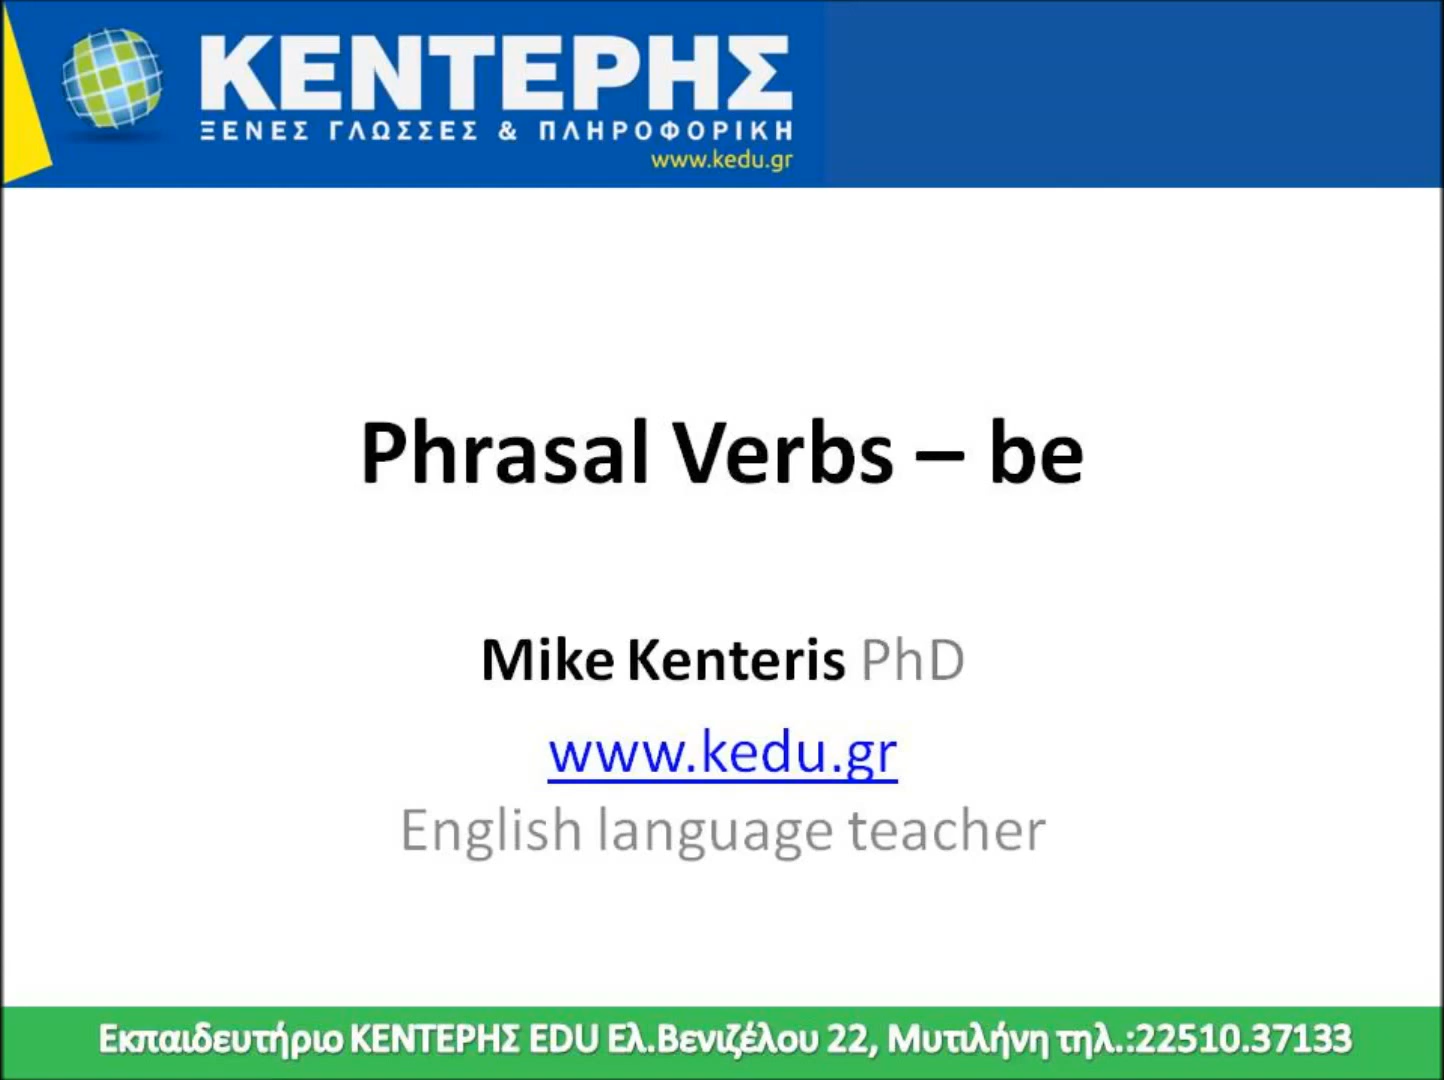 ΚΕΝΤΕΡΗΣ
ΞΕΝΕΣ ΓΛΩΣΣΕΣ & ΠΛΗΡΟΦΟΡΙΚΗ
www.kedu.gr
Phrasal Verbs – be
Mike Kenteris PhD
www.kedu.gr
English language teacher
Εκπαιδευτήριο ΚΕΝΤΕΡΗΣ EDU Ελ.Βενιζέλου 22, Μυτιλήνη τηλ.:22510.37133